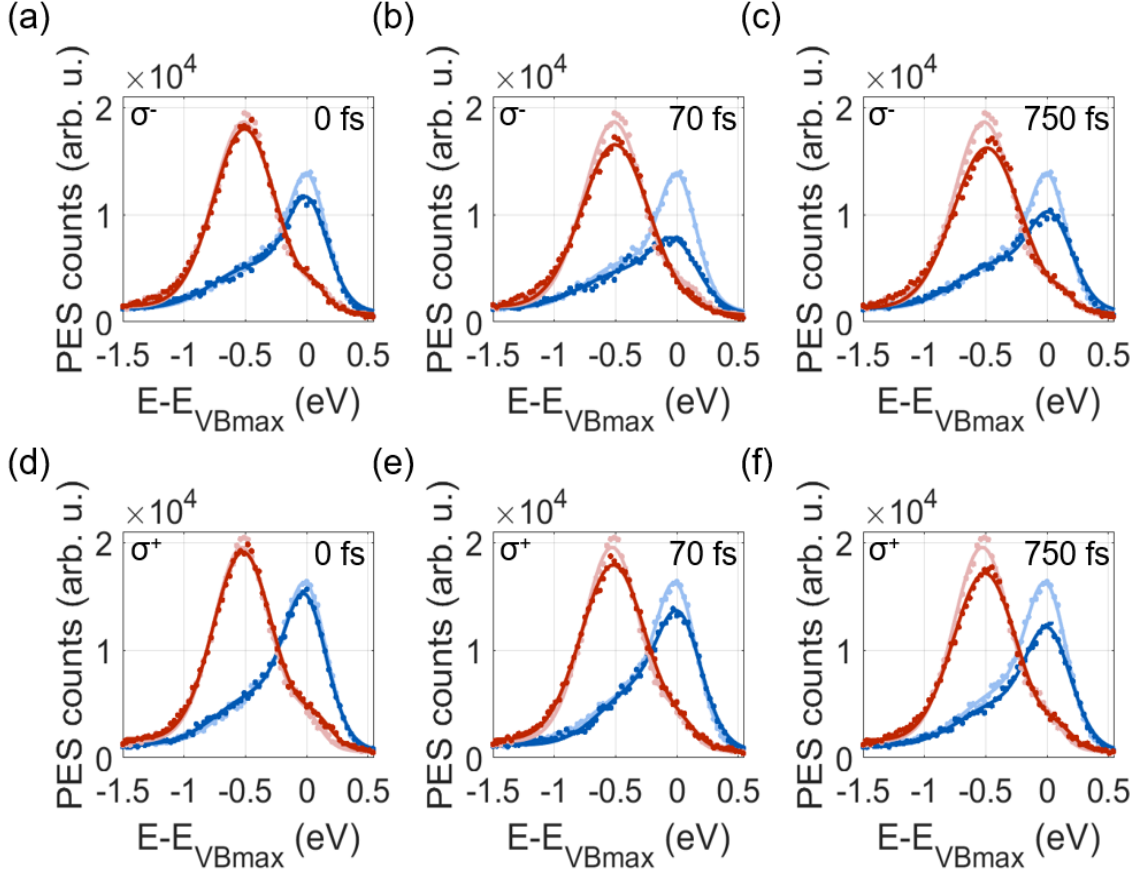 (a) (b) (c)
×10⁴ ×10⁴ ×10⁴
σ⁻ 0 fs σ⁻ 70 fs σ⁻ 750 fs
PES counts (arb. u.) PES counts (arb. u.) PES counts (arb. u.)
2 2 2
1 1 1
0 0 0
-1.5 -1 -0.5 0 0.5 -1.5 -1 -0.5 0 0.5 -1.5 -1 -0.5 0 0.5
E-E_VBmax (eV) E-E_VBmax (eV) E-E_VBmax (eV)
(d) (e) (f)
×10⁴ ×10⁴ ×10⁴
σ⁺ 0 fs σ⁺ 70 fs σ⁺ 750 fs
PES counts (arb. u.) PES counts (arb. u.) PES counts (arb. u.)
2 2 2
1 1 1
0 0 0
-1.5 -1 -0.5 0 0.5 -1.5 -1 -0.5 0 0.5 -1.5 -1 -0.5 0 0.5
E-E_VBmax (eV) E-E_VBmax (eV) E-E_VBmax (eV)